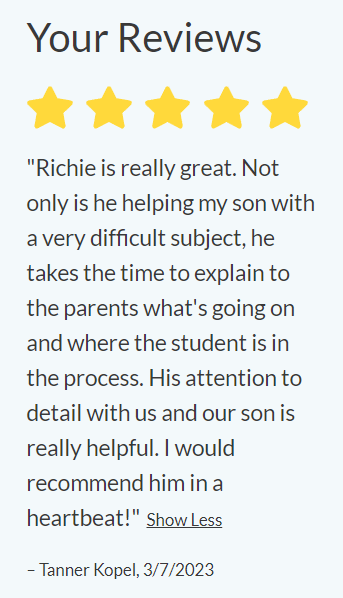 Your Reviews
"Richie is really great. Not
only is he helping my son with
a very difficult subject, he
takes the time to explain to
the parents what's going on
and where the student is in
the process. His attention to
detail with us and our son is
really helpful. I would
recommend him in a
heartbeat!" Show Less
– Tanner Kopel, 3/7/2023